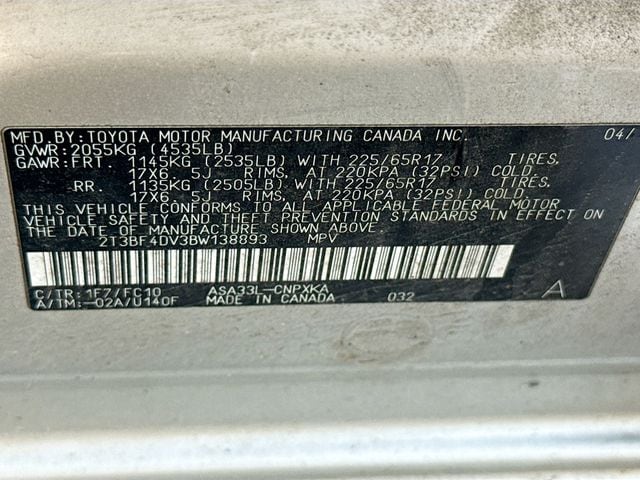 MFD BY: TOYOTA MOTOR MANUFACTURING CANADA INC. 04/
GVWR: 2055KG (4535LB)
GAWR: FRT. 1145KG (2535LB) WITH 225/65R17 TIRES.
17X6.5J RIMS, AT 220KPA (32PSI) COLD.
RR. 1135KG (2505LB) WITH 225/65R17 TIRES.
17X6.5J RIMS, AT 220KPA (32PSI) COLD.
THIS VEHICLE CONFORMS TO ALL APPLICABLE FEDERAL MOTOR
VEHICLE SAFETY AND THEFT PREVENTION STANDARDS IN EFFECT ON
THE DATE OF MANUFACTURE SHOWN ABOVE.
2T3BF4DV3BW138893 MPV
C/TR: 1F7/FC10 ASA33L-CNPXKA
A/TM: -02A/U140F MADE IN CANADA 032 A